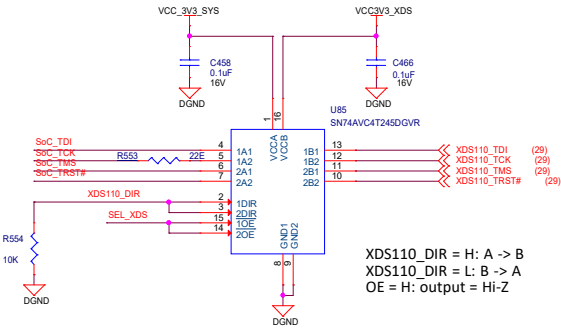 VCC_3V3_SYS
VCC3V3_XDS
C458
0.1uF
16V
DGND
C466
0.1uF
16V
DGND
U85
SN74AVC4T245DGVR
1
16
VCCA
VCCB
SoC_TDI
4
1A1
1B1
13
XDS110_TDI
(29)
SoC_TCK
R553
22E
5
1A2
1B2
12
XDS110_TCK
(29)
SoC_TMS
6
2A1
2B1
11
XDS110_TMS
(29)
SoC_TRST#
7
2A2
2B2
10
XDS110_TRST#
(29)
XDS110_DIR
2
1DIR
3
2DIR
SEL_XDS
15
1OE
14
2OE
GND1
GND2
8
9
R554
10K
DGND
DGND
XDS110_DIR = H: A -> B
XDS110_DIR = L: B -> A
OE = H: output = Hi-Z